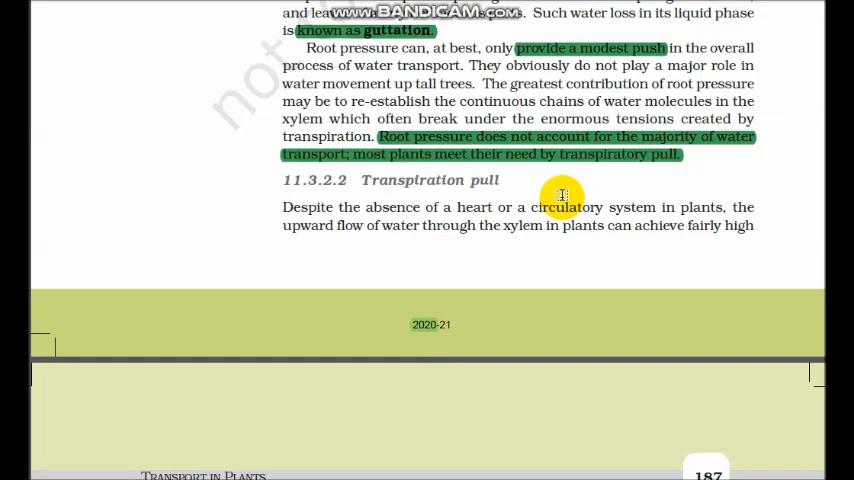 www.BANDICAM.COM
and leav
s. Such water loss in its liquid phase
is known as guttation.
Root pressure can, at best, only provide a modest push in the overall
process of water transport. They obviously do not play a major role in
water movement up tall trees. The greatest contribution of root pressure
may be to re-establish the continuous chains of water molecules in the
xylem which often break under the enormous tensions created by
transpiration. Root pressure does not account for the majority of water
transport; most plants meet their need by transpiratory pull.
11.3.2.2 Transpiration pull
Despite the absence of a heart or a circulatory system in plants, the
upward flow of water through the xylem in plants can achieve fairly high
not
2020-21
TRANSPORT IN PLANTS
187